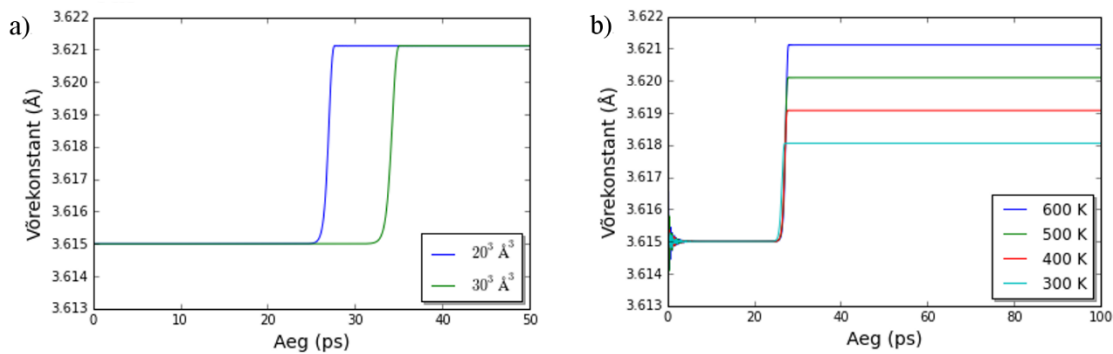 a)
3.622
3.621
3.620
3.619
3.618
3.617
3.616
3.615
3.614
3.613
Võrekonstant (Å)
0 10 20 30 40 50
Aeg (ps)
20³ Å³
30³ Å³
b)
3.622
3.621
3.620
3.619
3.618
3.617
3.616
3.615
3.614
3.613
Võrekonstant (Å)
0 20 40 60 80 100
Aeg (ps)
600 K
500 K
400 K
300 K